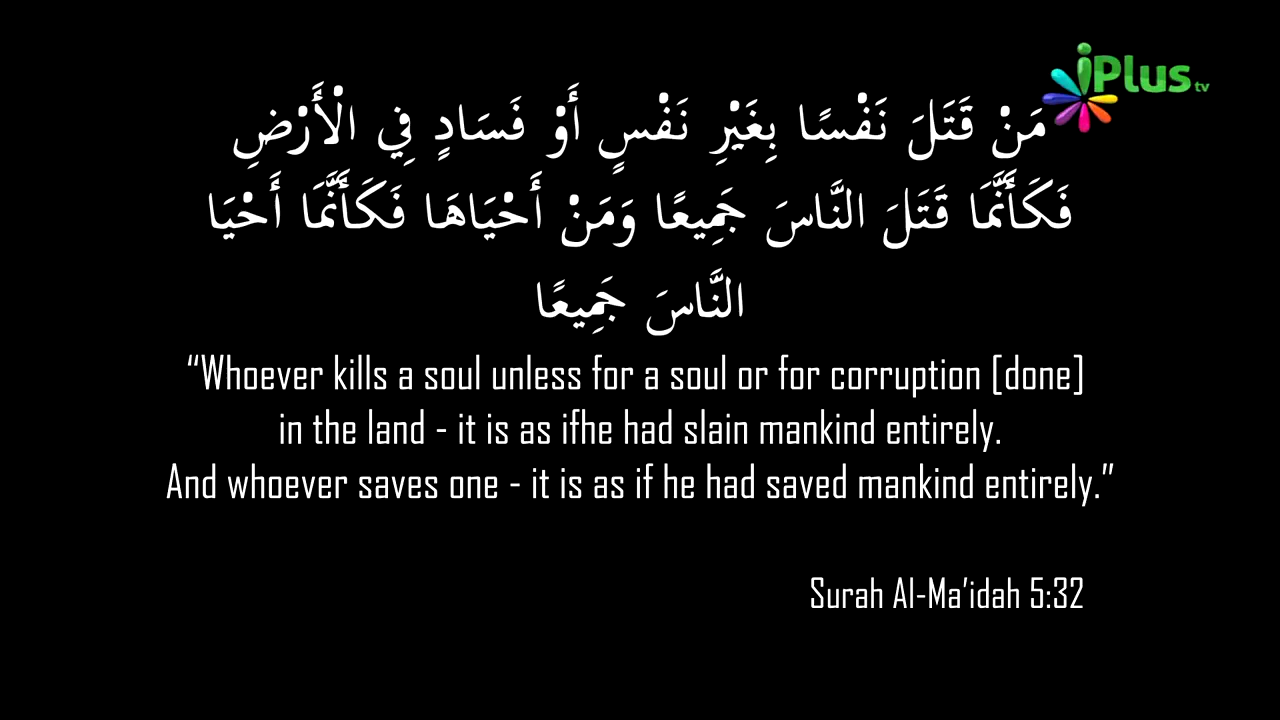 iPlus tv
مَنْ قَتَلَ نَفْسًا بِغَيْرِ نَفْسٍ أَوْ فَسَادٍ فِي الْأَرْضِ
فَكَأَنَّمَا قَتَلَ النَّاسَ جَمِيعًا وَمَنْ أَحْيَاهَا فَكَأَنَّمَا أَحْيَا
النَّاسَ جَمِيعًا
“Whoever kills a soul unless for a soul or for corruption [done]
in the land - it is as ifhe had slain mankind entirely.
And whoever saves one - it is as if he had saved mankind entirely.”
Surah Al-Ma’idah 5:32